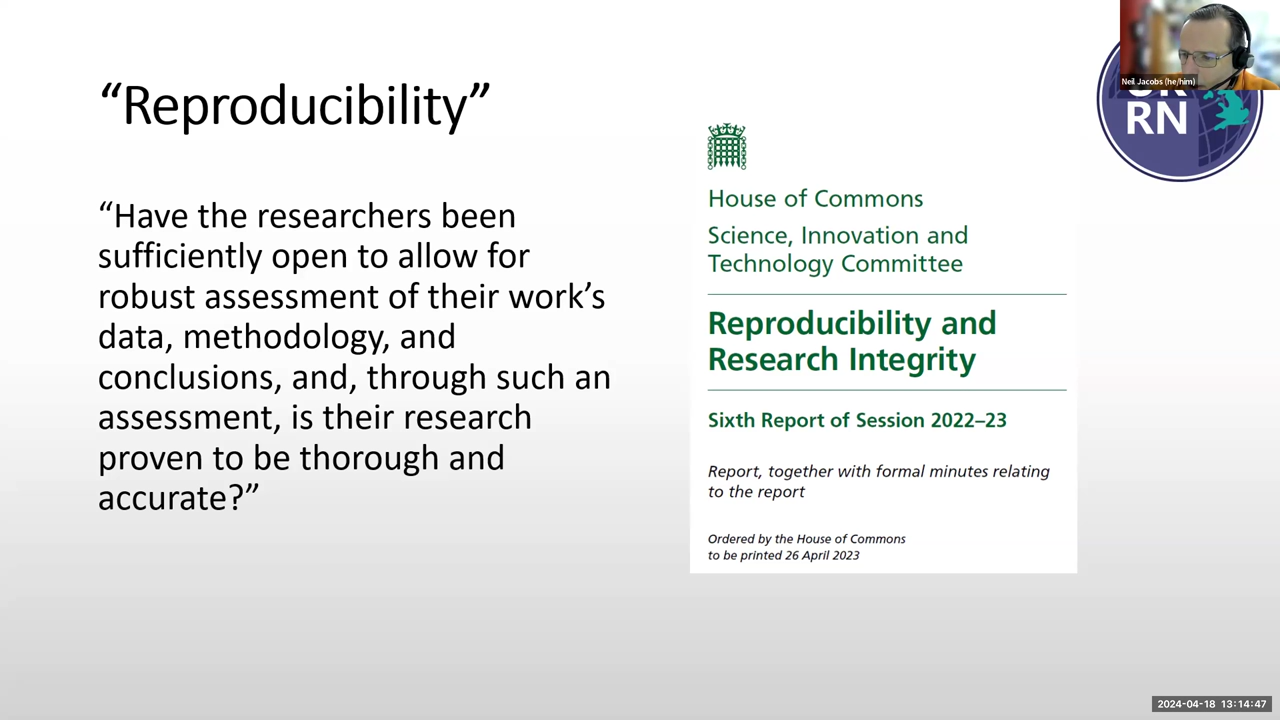 “Reproducibility”
“Have the researchers been
sufficiently open to allow for
robust assessment of their work’s
data, methodology, and
conclusions, and, through such an
assessment, is their research
proven to be thorough and
accurate?”
House of Commons
Science, Innovation and
Technology Committee
Reproducibility and
Research Integrity
Sixth Report of Session 2022–23
Report, together with formal minutes relating
to the report
Ordered by the House of Commons
to be printed 26 April 2023
Neil Jacobs (he/him)
RN
2024-04-18 13:14:47